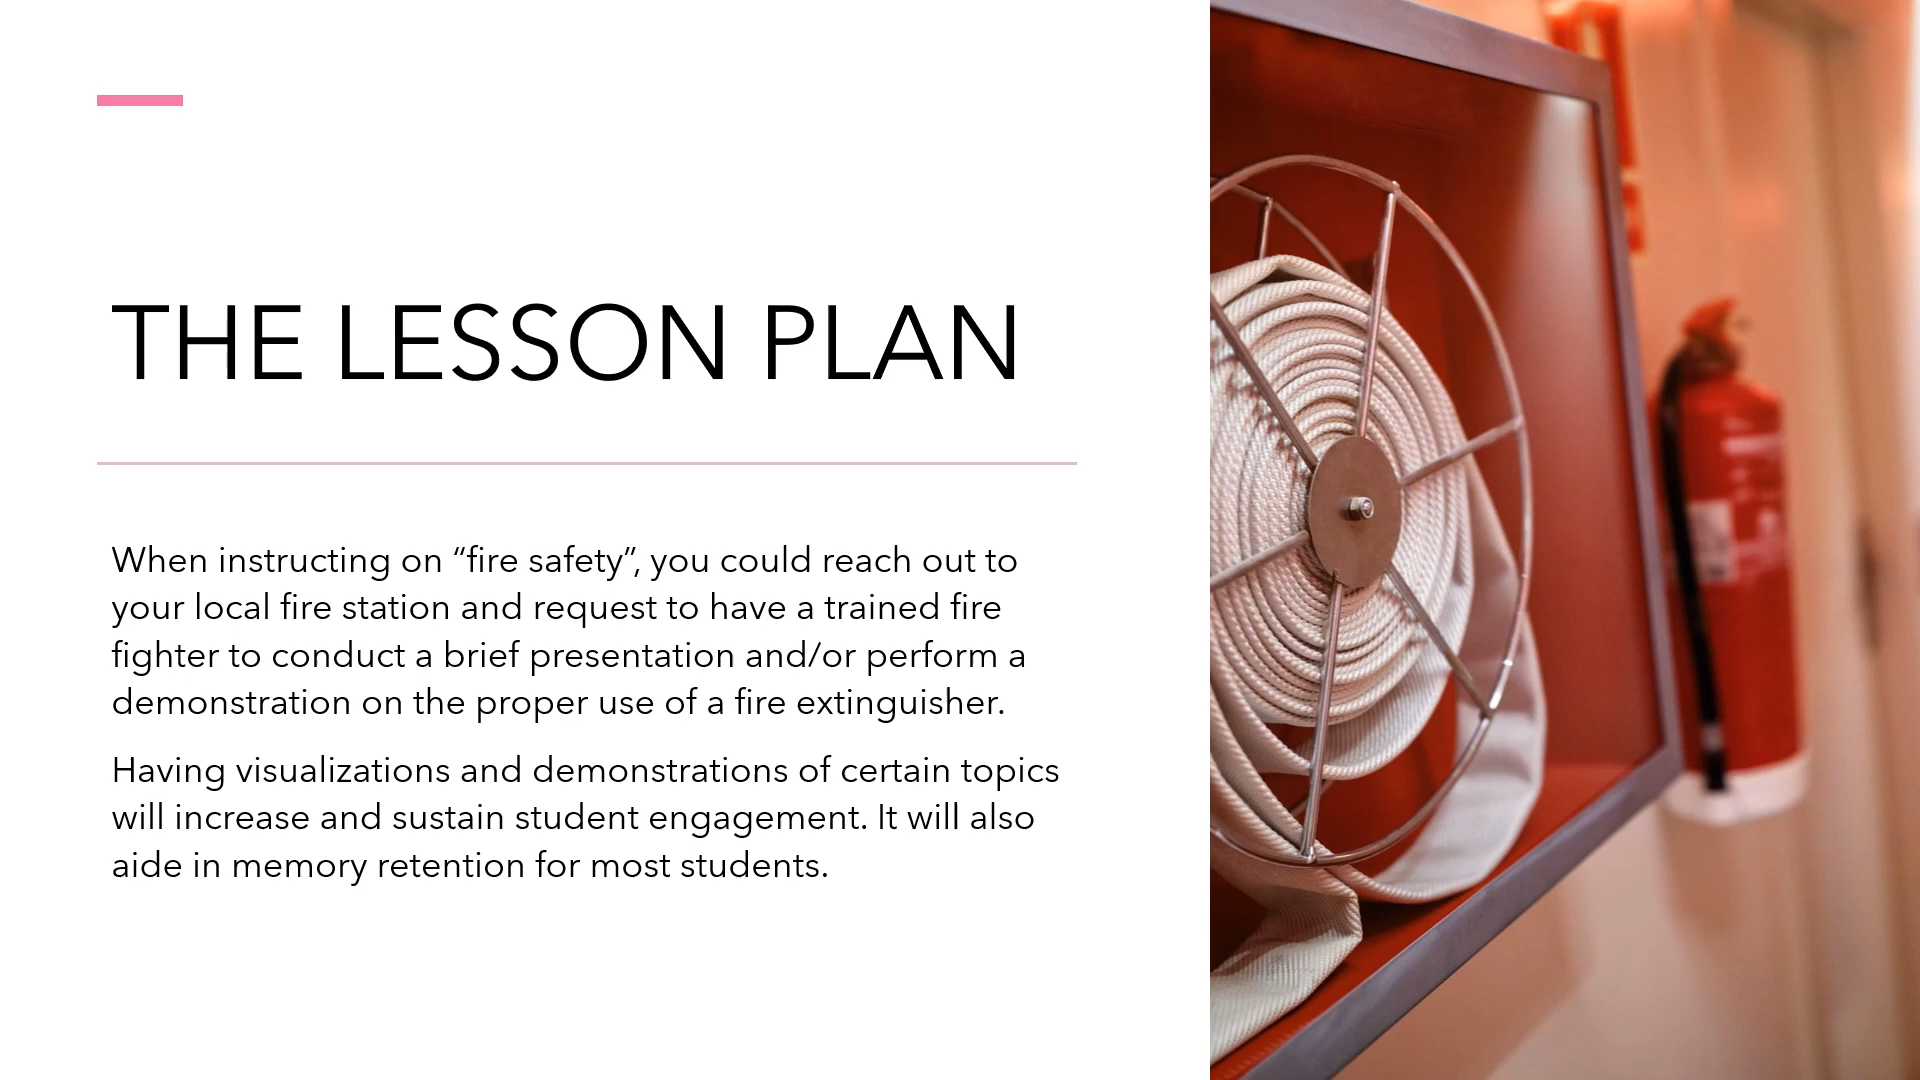 THE LESSON PLAN
When instructing on “fire safety”, you could reach out to
your local fire station and request to have a trained fire
fighter to conduct a brief presentation and/or perform a
demonstration on the proper use of a fire extinguisher.
Having visualizations and demonstrations of certain topics
will increase and sustain student engagement. It will also
aide in memory retention for most students.